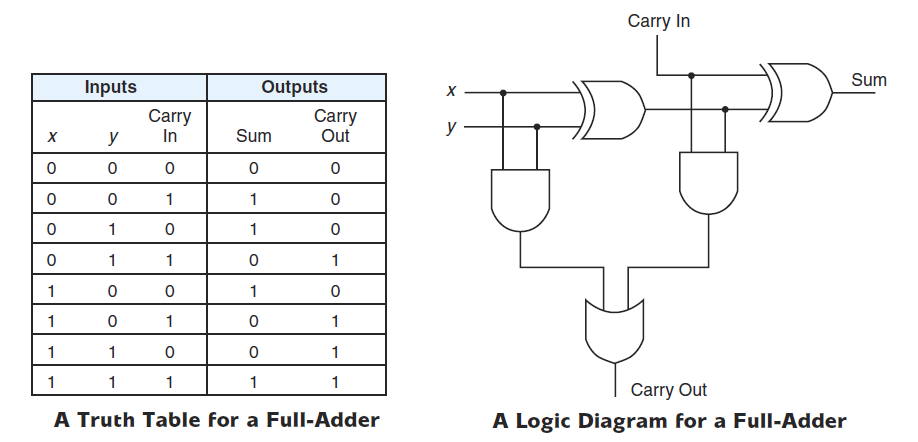 Inputs Outputs
x y Carry In Sum Carry Out
0 0 0 0 0
0 0 1 1 0
0 1 0 1 0
0 1 1 0 1
1 0 0 1 0
1 0 1 0 1
1 1 0 0 1
1 1 1 1 1
A Truth Table for a Full-Adder
Carry In
x
y
Sum
Carry Out
A Logic Diagram for a Full-Adder